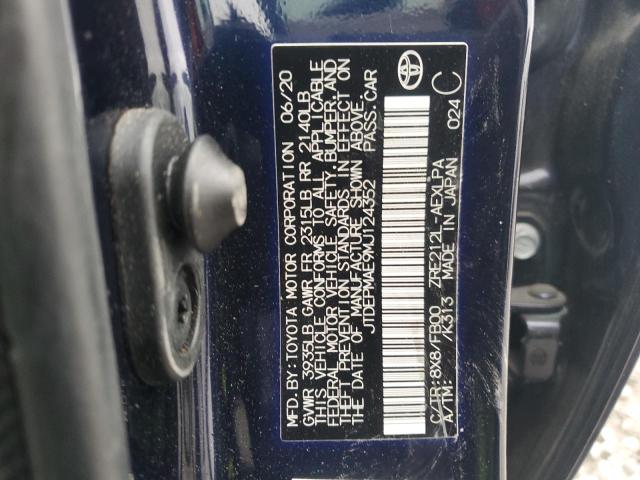 MFD. BY: TOYOTA MOTOR CORPORATION 06/20
GVWR 3935LB GAWR FR 2315LB RR 2140LB
THIS VEHICLE CONFORMS TO ALL APPLICABLE
FEDERAL MOTOR VEHICLE SAFETY, BUMPER, AND
THEFT PREVENTION STANDARDS IN EFFECT ON
THE DATE OF MANUFACTURE SHOWN ABOVE.
JTDEFMAE9MJ124352 PASS. CAR
C/TR: 8X8/FB00 ZRE212L-AEXLPA 024 C
A/TM: /K313 MADE IN JAPAN